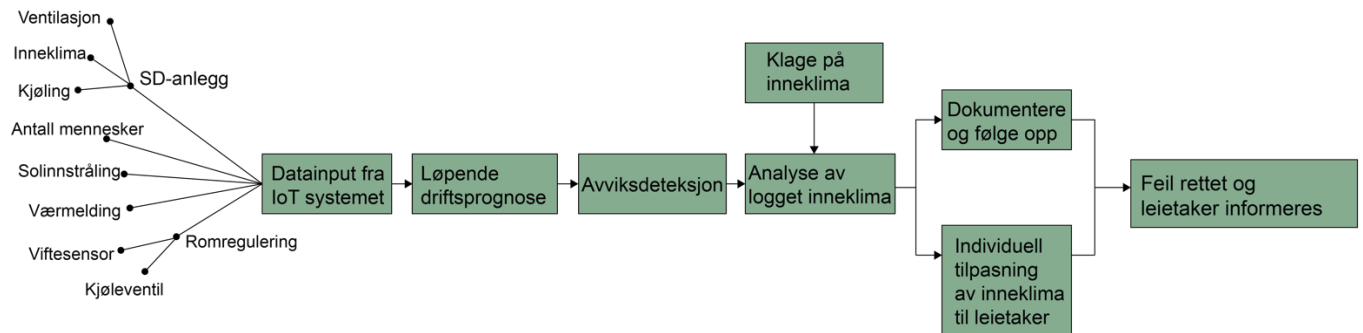 Ventilasjon
Inneklima
Kjøling
SD-anlegg
Antall mennesker
Solinnstråling
Værmelding
Viftesensor
Romregulering
Kjøleventil
Datainput fra
IoT systemet
Løpende
driftsprognose
Avviksdeteksjon
Klage på
inneklima
Analyse av
logget inneklima
Dokumentere
og følge opp
Individuell
tilpasning
av inneklima
til leietaker
Feil rettet og
leietaker informeres